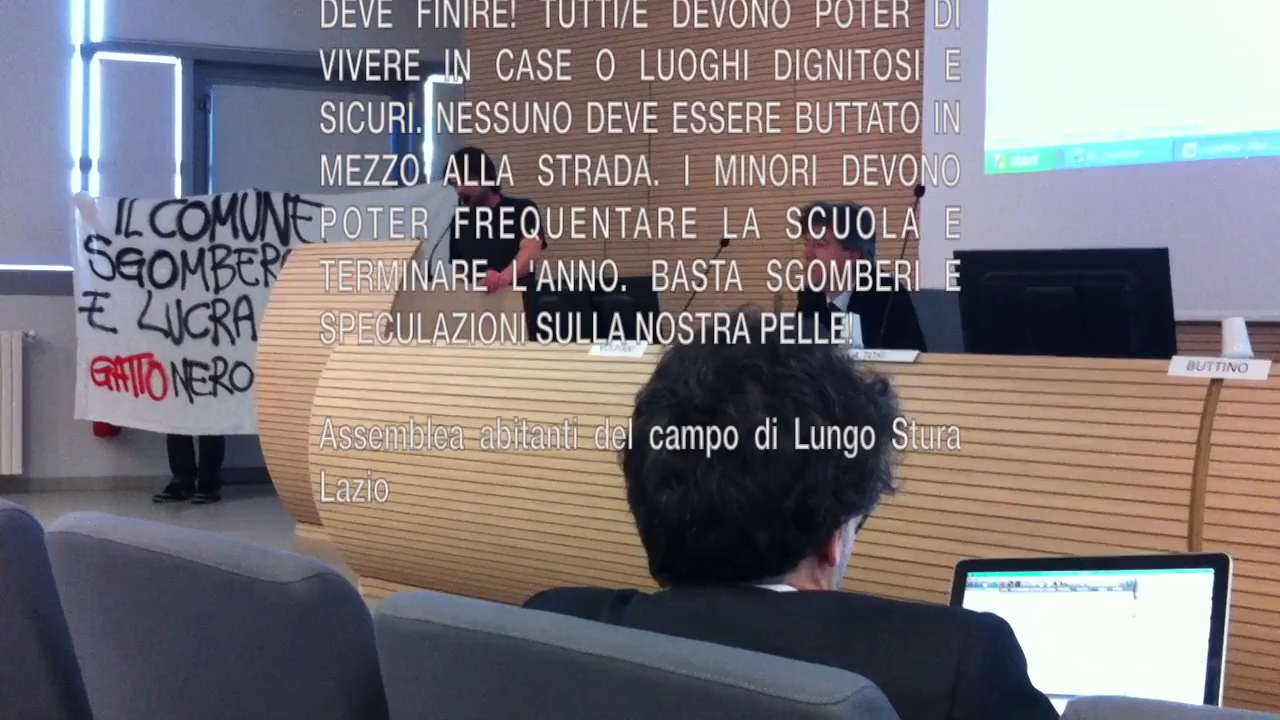 DEVE FINIRE! TUTTI/E DEVONO POTER DI
VIVERE IN CASE O LUOGHI DIGNITOSI E
SICURI. NESSUNO DEVE ESSERE BUTTATO IN
MEZZO ALLA STRADA. I MINORI DEVONO
POTER FREQUENTARE LA SCUOLA E
TERMINARE L'ANNO. BASTA SGOMBERI E
SPECULAZIONI SULLA NOSTRA PELLE!
Assemblea abitanti del campo di Lungo Stura
Lazio
IL COMUNE
SGOMBER
E LUCRA
GATTO NERO
BUTTINO